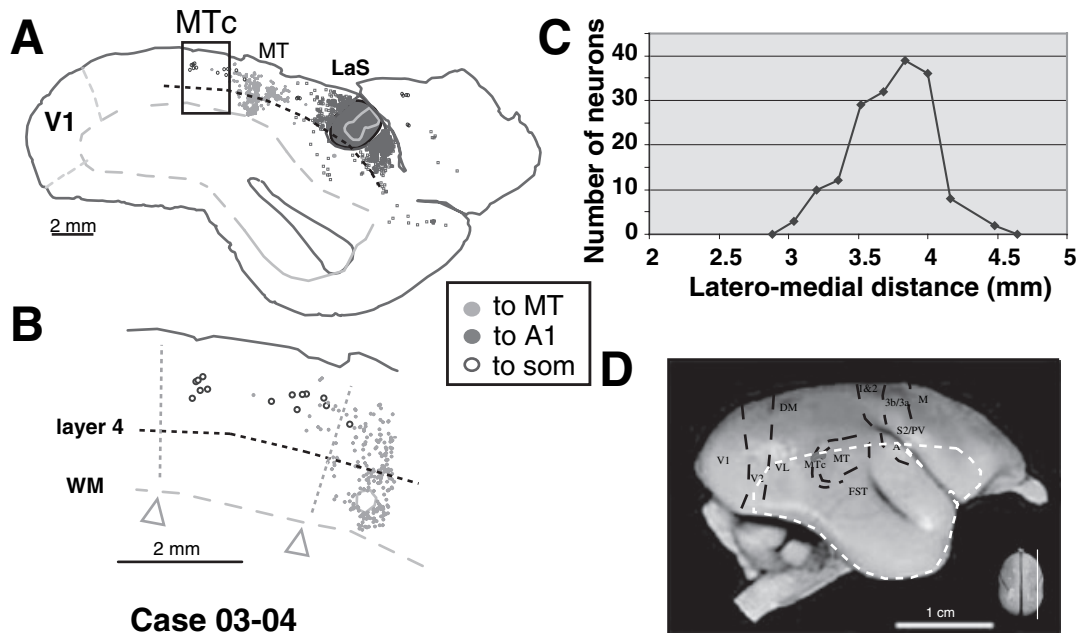 A
MTc
MT
LaS
V1
2 mm
B
layer 4
WM
2 mm
Case 03-04
to MT
to A1
to som
C
Number of neurons
40
30
20
10
0
2
2.5
3
3.5
4
4.5
5
Latero-medial distance (mm)
D
1&2
3b/3a
M
DM
S2/PV
A
V1
V2
VL
MTc
MT
FST
1 cm